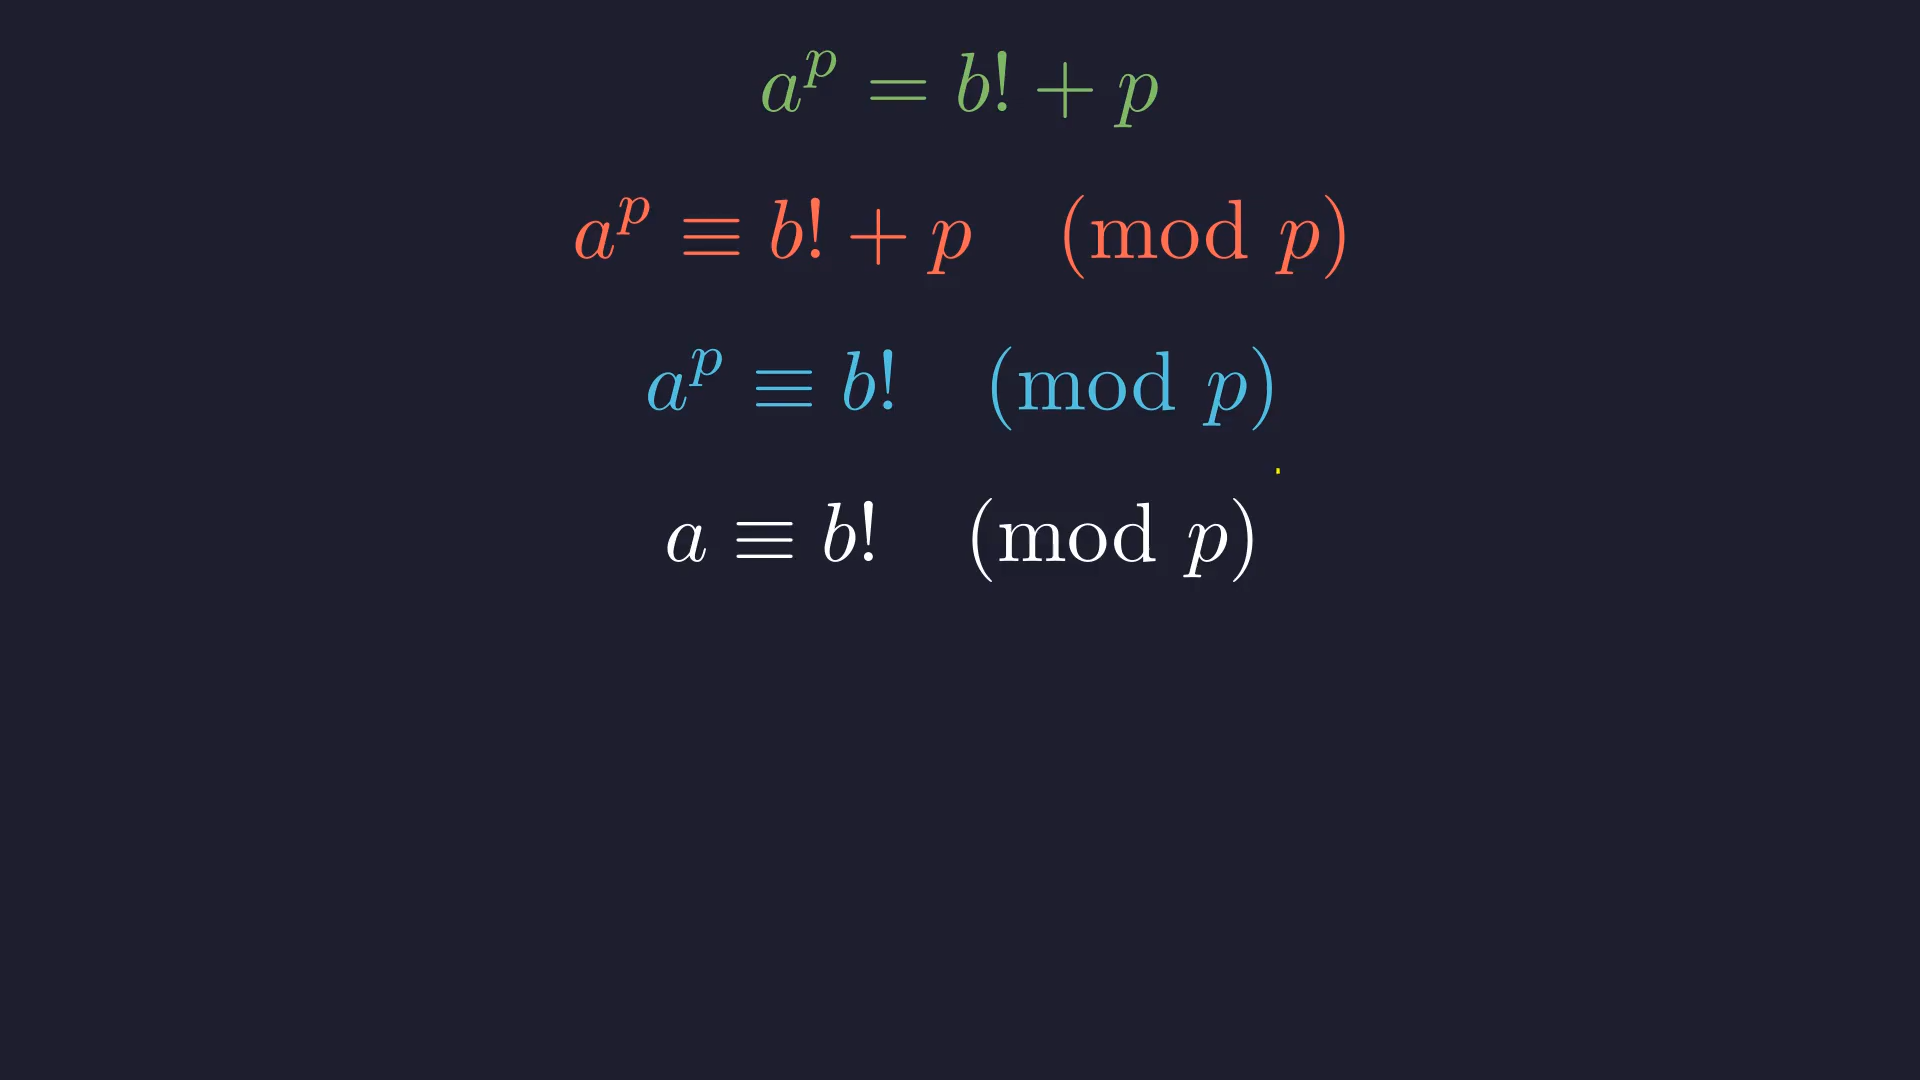 a^p = b! + p
a^p ≡ b! + p (mod p)
a^p ≡ b! (mod p)
a ≡ b! (mod p)